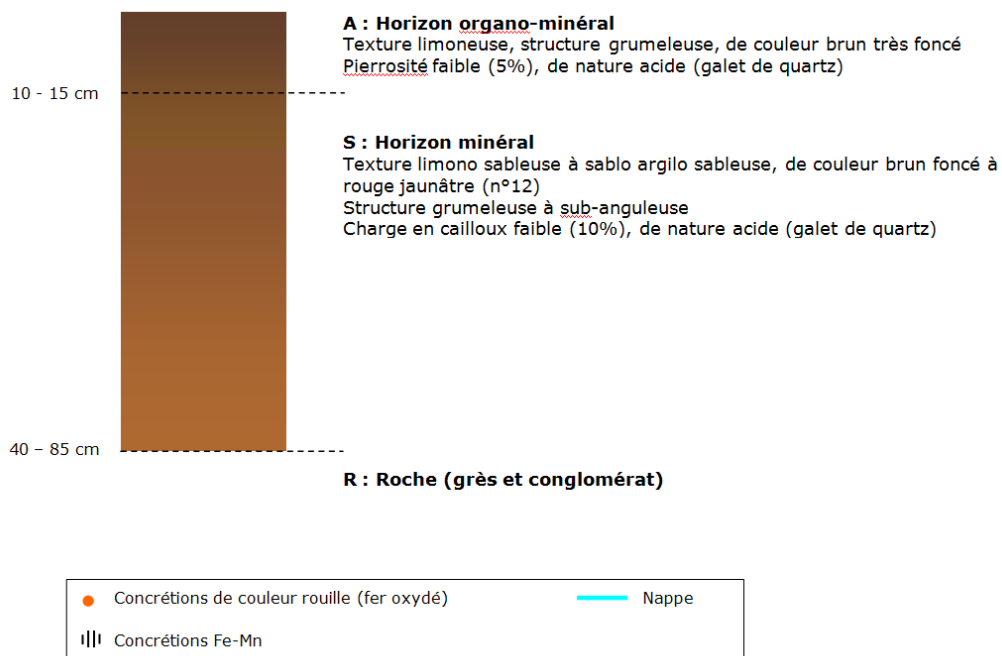 A : Horizon organo-minéral
Texture limoneuse, structure grumeleuse, de couleur brun très foncé
Pierrosité faible (5%), de nature acide (galet de quartz)
10 - 15 cm
S : Horizon minéral
Texture limono sableuse à sablo argilo sableuse, de couleur brun foncé à
rouge jaunâtre (n°12)
Structure grumeleuse à sub-anguleuse
Charge en cailloux faible (10%), de nature acide (galet de quartz)
40 – 85 cm
R : Roche (grès et conglomérat)
Concrétions de couleur rouille (fer oxydé)
Nappe
Concrétions Fe-Mn